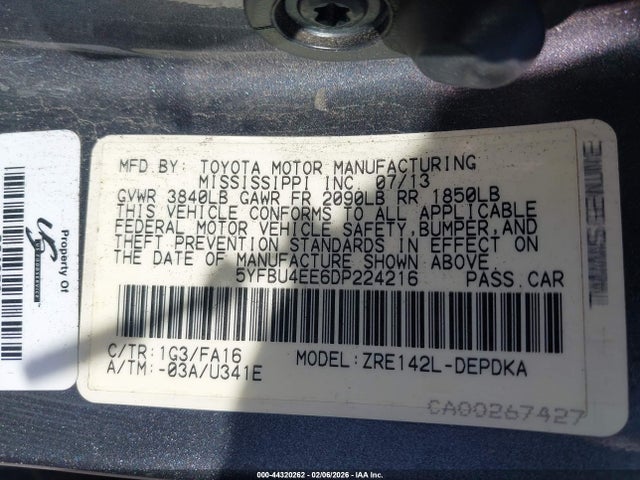 MFD. BY: TOYOTA MOTOR MANUFACTURING
MISSISSIPPI INC 07/13
GVWR 3840LB GAWR FR 2090LB RR 1850LB
THIS VEHICLE CONFORMS TO ALL APPLICABLE
FEDERAL MOTOR VEHICLE SAFETY,BUMPER,AND
THEFT PREVENTION STANDARDS IN EFFECT ON
THE DATE OF MANUFACTURE SHOWN ABOVE.
5YFBU4EE6DP224216 PASS.CAR
C/TR:1G3/FA16 MODEL:ZRE142L-DEPDKA
A/TM:-03A/U341E
CA00267427
Property Of
000-44320262 - 02/06/2026 - IAA Inc.